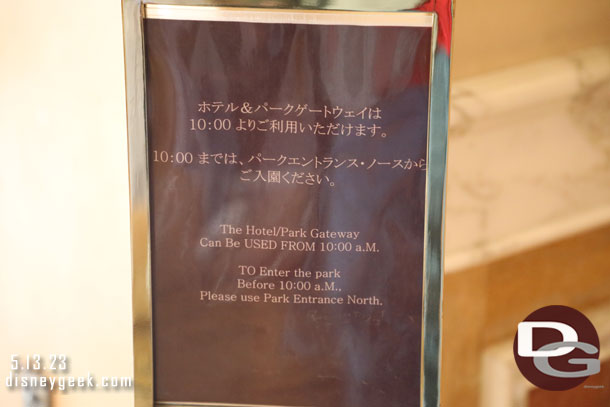 ホテル＆パークゲートウェイは
10:00 よりご利用いただけます。
10:00 までは、パークエントランス・ノースから
ご入園ください。
The Hotel/Park Gateway
Can Be USED FROM 10:00 a.M.
TO Enter the park
Before 10:00 a.M.,
Please use Park Entrance North.
5.13.23
disneygeek.com
DG